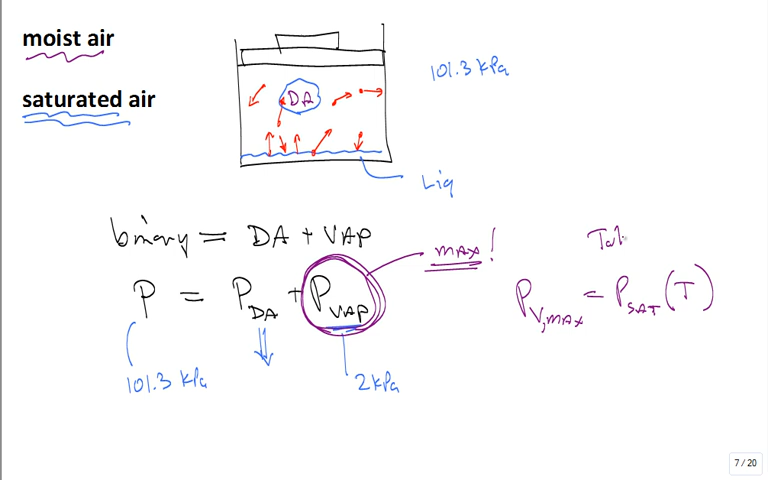 moist air
saturated air
101.3 kPa
DA
Liq
binary = DA + VAP
max!
P = P_DA + P_VAP
P_V,MAX = P_SAT (T)
101.3 kPa
2 kPa
7 / 20